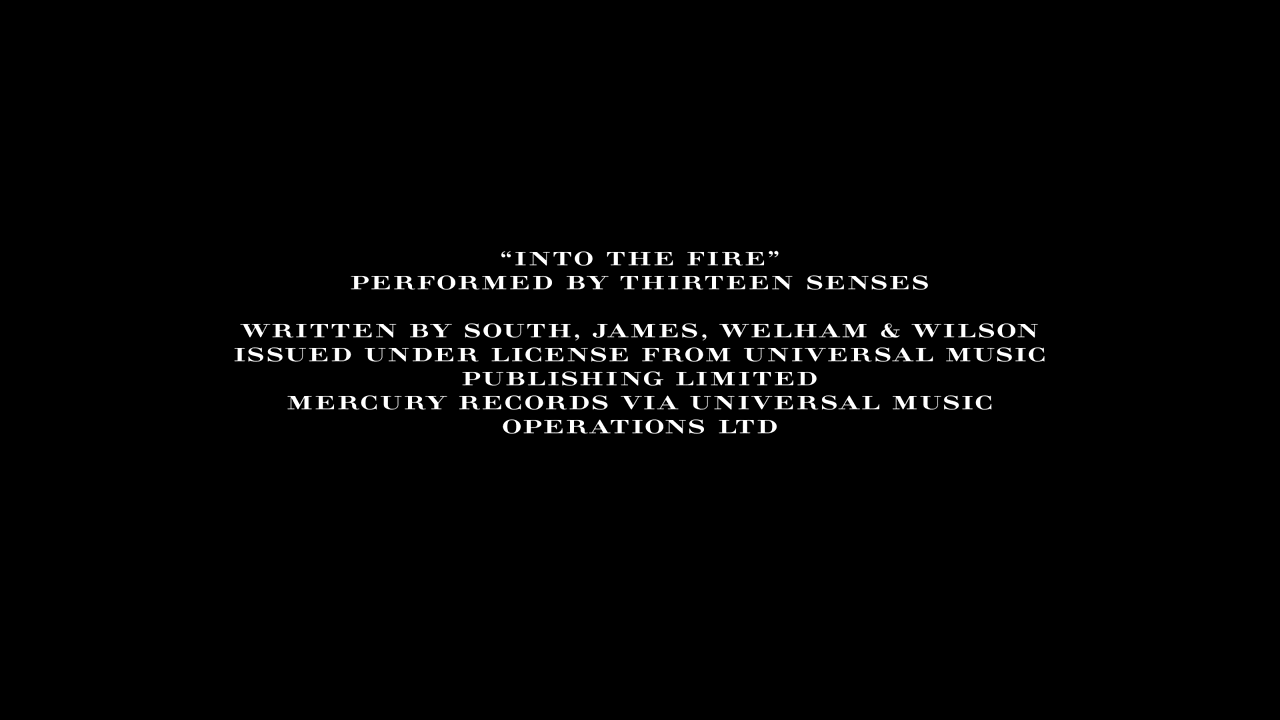 “INTO THE FIRE”
PERFORMED BY THIRTEEN SENSES
WRITTEN BY SOUTH, JAMES, WELHAM & WILSON
ISSUED UNDER LICENSE FROM UNIVERSAL MUSIC
PUBLISHING LIMITED
MERCURY RECORDS VIA UNIVERSAL MUSIC
OPERATIONS LTD